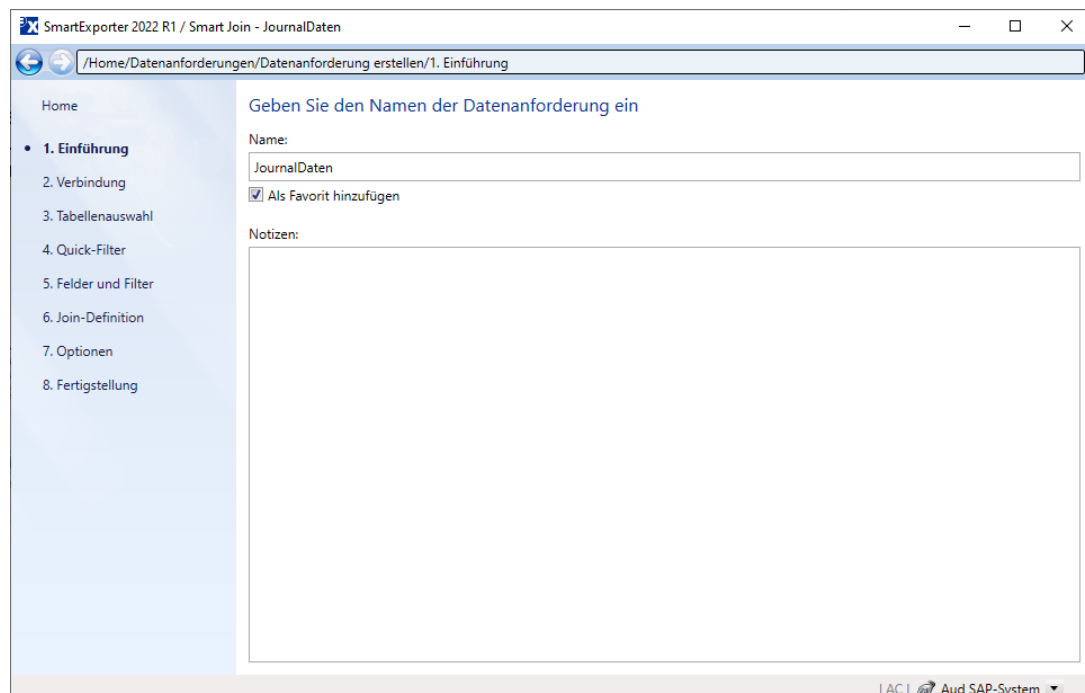 SmartExporter 2022 R1 / Smart Join - JournalDaten
/Home/Datenanforderungen/Datenanforderung erstellen/1. Einführung
Home
1. Einführung
2. Verbindung
3. Tabellenauswahl
4. Quick-Filter
5. Felder und Filter
6. Join-Definition
7. Optionen
8. Fertigstellung
Geben Sie den Namen der Datenanforderung ein
Name:
JournalDaten
Als Favorit hinzufügen
Notizen:
| AC | Aud SAP-System